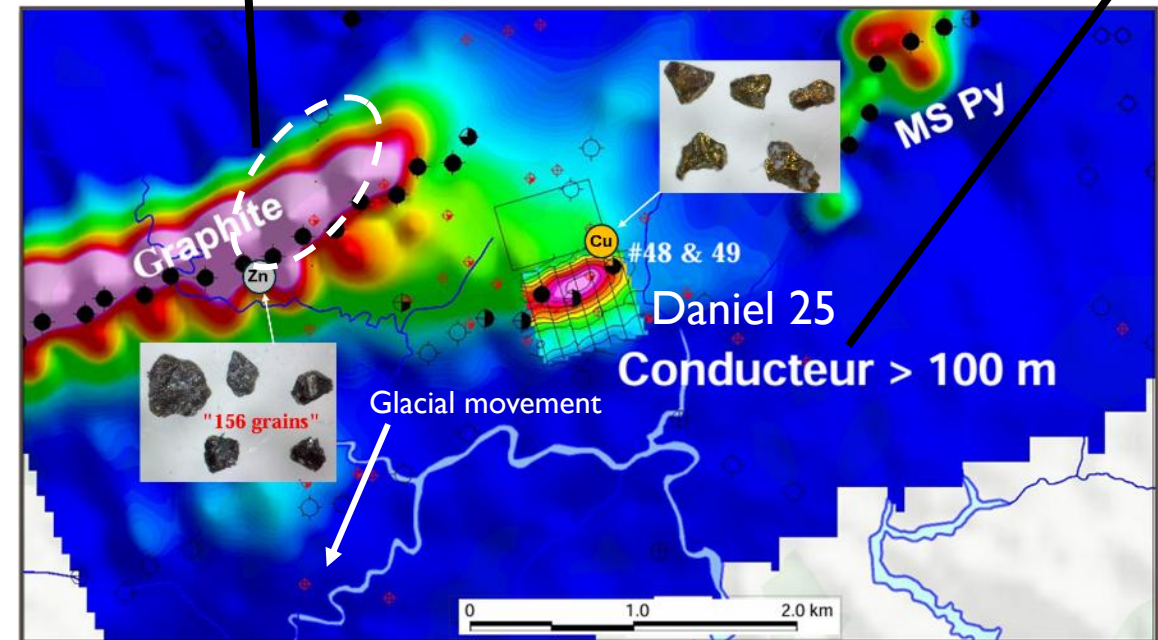 MS Py
Graphite
Cu
#48 & 49
Zn
Daniel 25
Conducteur > 100 m
Glacial movement
"156 grains"
0 1.0 2.0 km